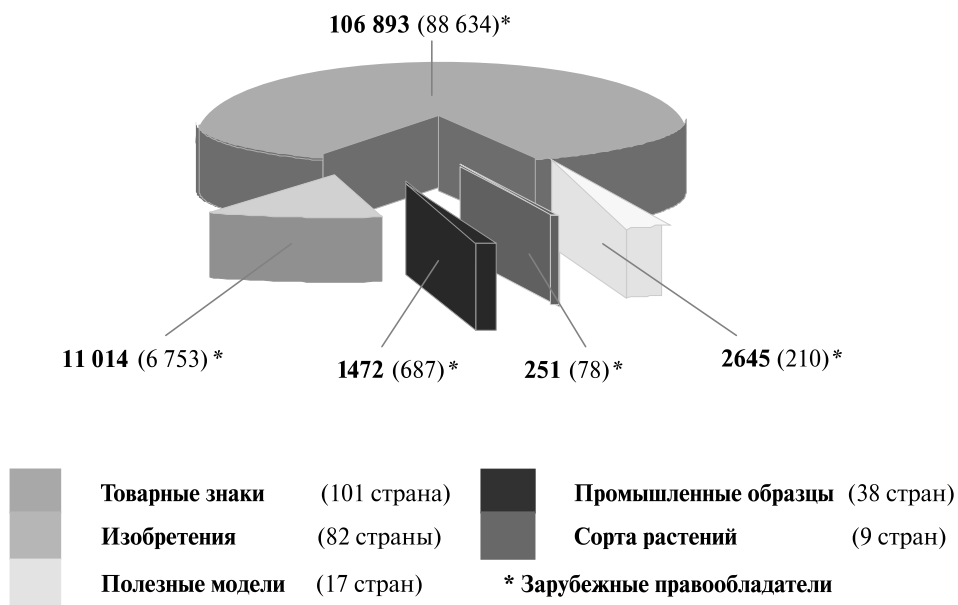 106 893 (88 634)*
11 014 (6 753)*
1472 (687)*
251 (78)*
2645 (210)*
Товарные знаки (101 страна)
Промышленные образцы (38 стран)
Изобретения (82 страны)
Сорта растений (9 стран)
Полезные модели (17 стран)
* Зарубежные правообладатели